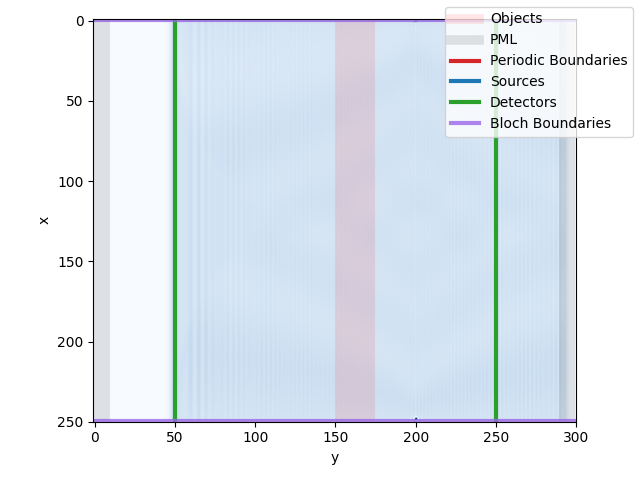 Objects
PML
Periodic Boundaries
Sources
Detectors
Bloch Boundaries
0
50
100
150
200
250
x
0 50 100 150 200 250 300
y